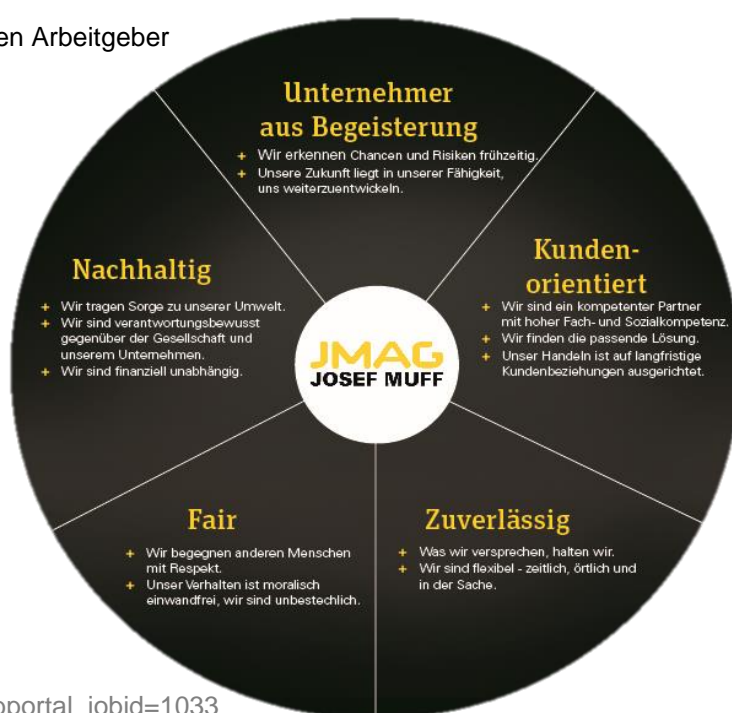 en Arbeitgeber
Unternehmer
aus Begeisterung
+ Wir erkennen Chancen und Risiken frühzeitig.
+ Unsere Zukunft liegt in unserer Fähigkeit,
uns weiterzuentwickeln.
Kunden-
orientiert
+ Wir sind ein kompetenter Partner
mit hoher Fach- und Sozialkompetenz.
+ Wir finden die passende Lösung.
+ Unser Handeln ist auf langfristige
Kundenbeziehungen ausgerichtet.
Nachhaltig
+ Wir tragen Sorge zu unserer Umwelt.
+ Wir sind verantwortungsbewusst
gegenüber der Gesellschaft und
unserem Unternehmen.
+ Wir sind finanziell unabhängig.
JMAG
JOSEF MUFF
Fair
+ Wir begegnen anderen Menschen
mit Respekt.
+ Unser Verhalten ist moralisch
einwandfrei, wir sind unbestechlich.
Zuverlässig
+ Was wir versprechen, halten wir.
+ Wir sind flexibel - zeitlich, örtlich und
in der Sache.
oportal_jobid=1033